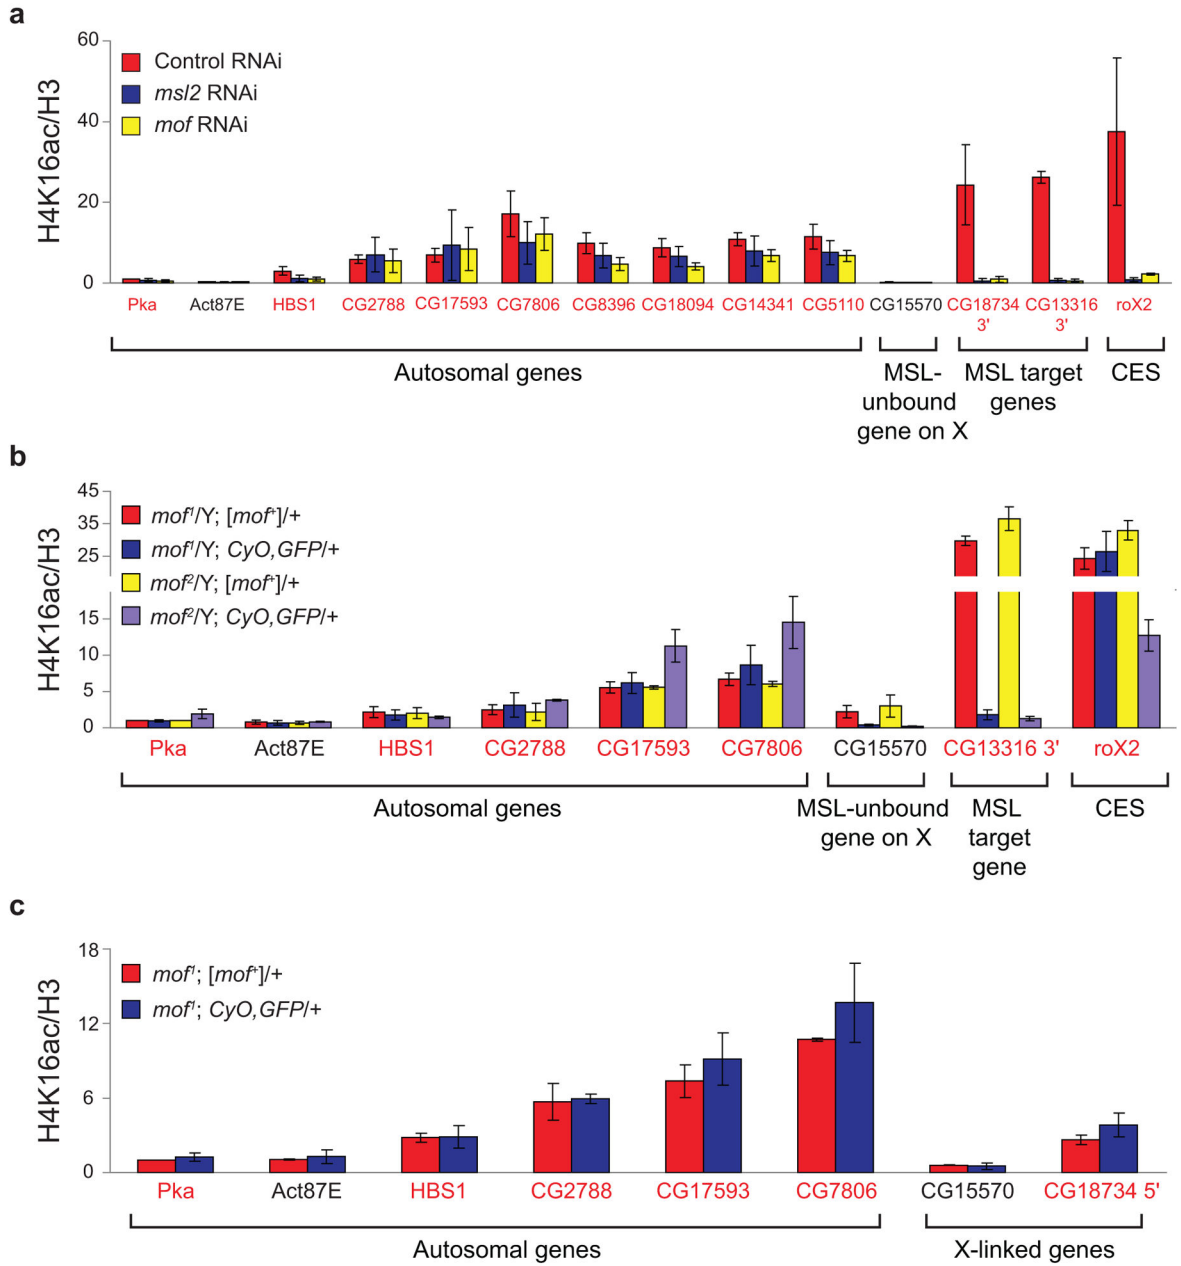 a
60
40
20
0
H4K16ac/H3
Control RNAi
msl2 RNAi
mof RNAi
Pka Act87E HBS1 CG2788 CG17593 CG7806 CG8396 CG18094 CG14341 CG5110 CG15570 CG18734 CG13316 roX2
3' 3'
Autosomal genes MSL- MSL target CES
unbound genes
gene on X
b
45
35
25
15
10
5
0
H4K16ac/H3
mof¹/Y; [mof⁺]/+
mof¹/Y; CyO,GFP/+
mof²/Y; [mof⁺]/+
mof²/Y; CyO,GFP/+
Pka Act87E HBS1 CG2788 CG17593 CG7806 CG15570 CG13316 3' roX2
Autosomal genes MSL-unbound MSL CES
gene on X target
gene
c
18
12
6
0
H4K16ac/H3
mof¹; [mof⁺]/+
mof¹; CyO,GFP/+
Pka Act87E HBS1 CG2788 CG17593 CG7806 CG15570 CG18734 5'
Autosomal genes X-linked genes